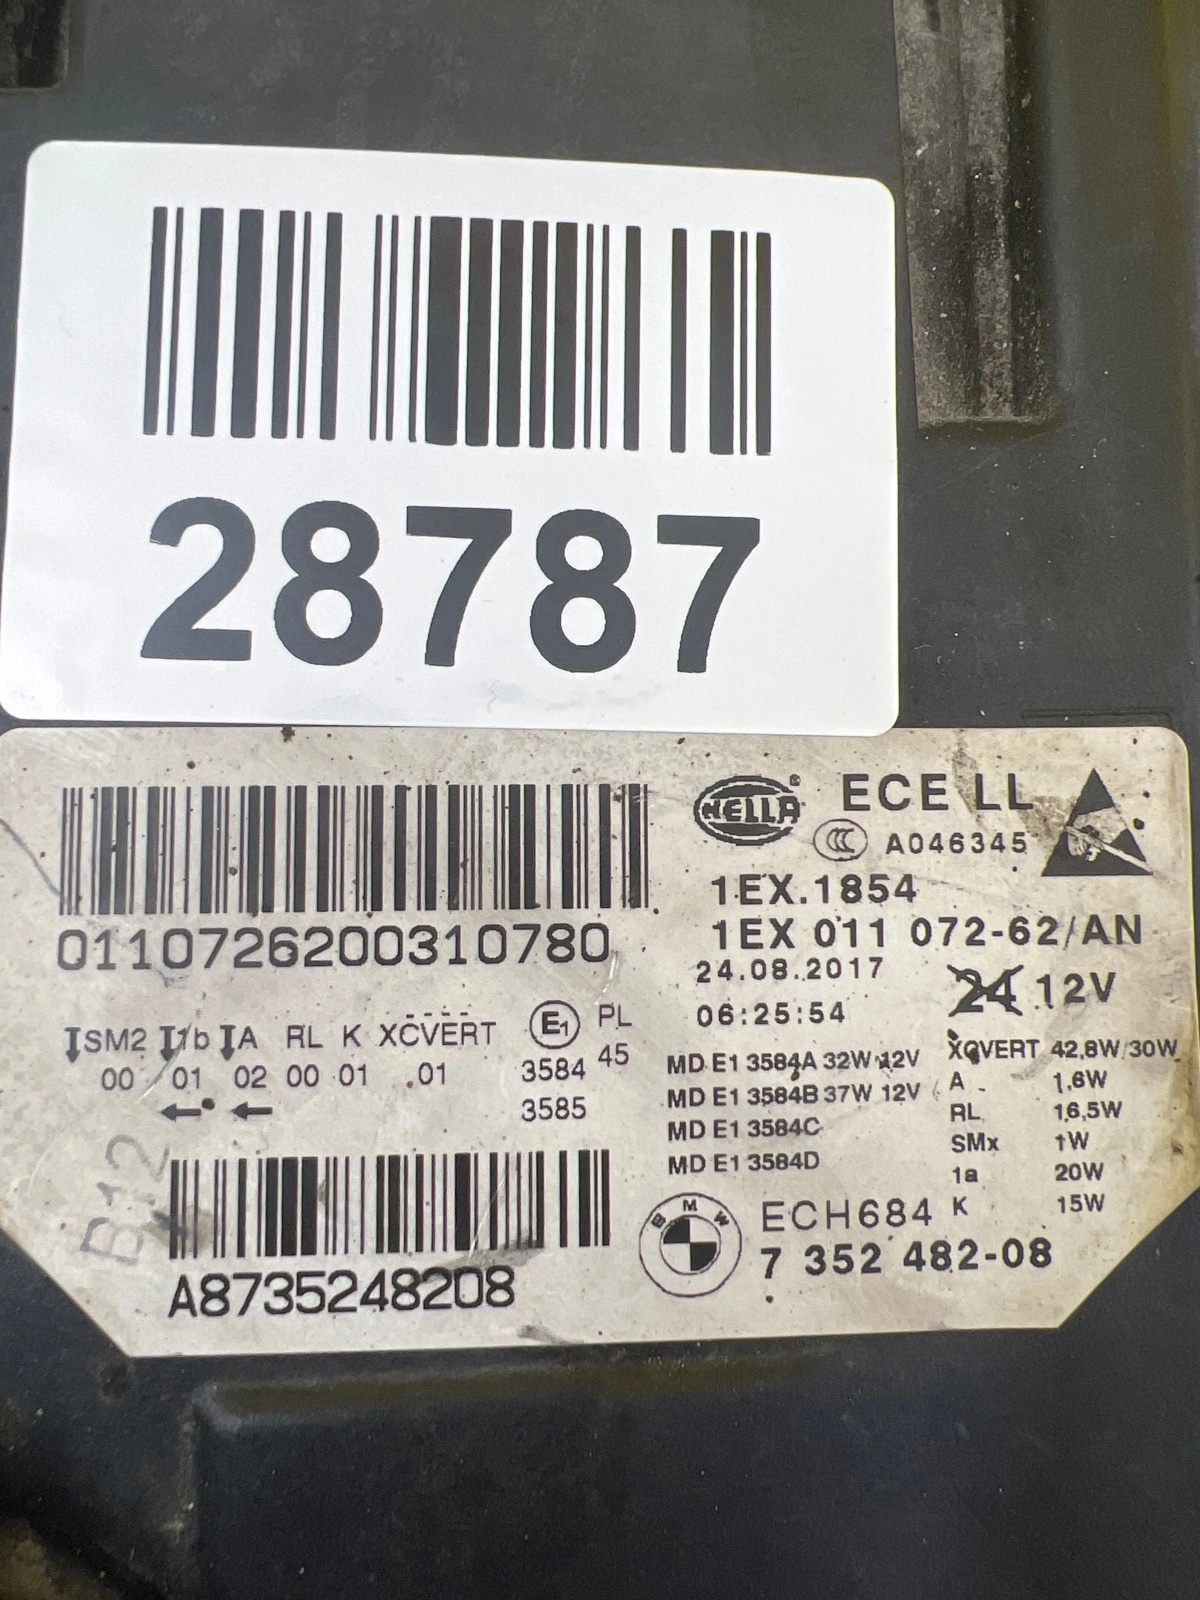 28787
HELLA®
ECE LL
CCC A046345
1EX.1854
1EX 011 072-62/AN
24.08.2017
24 12V
06:25:54
0110726200310780
SM2 1b A RL K XCVERT E1 PL
00 01 02 00 01 .01 3584 45
3585
MD E1 3584A 32W 12V
MD E1 3584B 37W 12V
MD E1 3584C
MD E1 3584D
XCVERT 42,8W/30W
A 1,6W
RL 16,5W
SMx 1W
1a 20W
K 15W
B12
A8735248208
BMW
ECH684
7 352 482-08